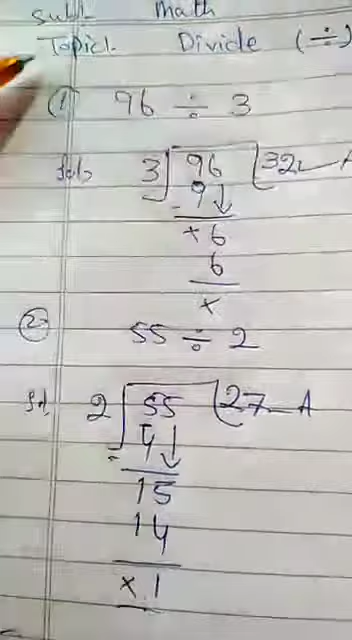 Sub:- Math
Topic:- Divide (÷)
① 96 ÷ 3
Sol: 3 96 32 A
- 9↓
×6
6
×
② 55 ÷ 2
Sol 2 55 27 A
- 4↓
15
14
×1